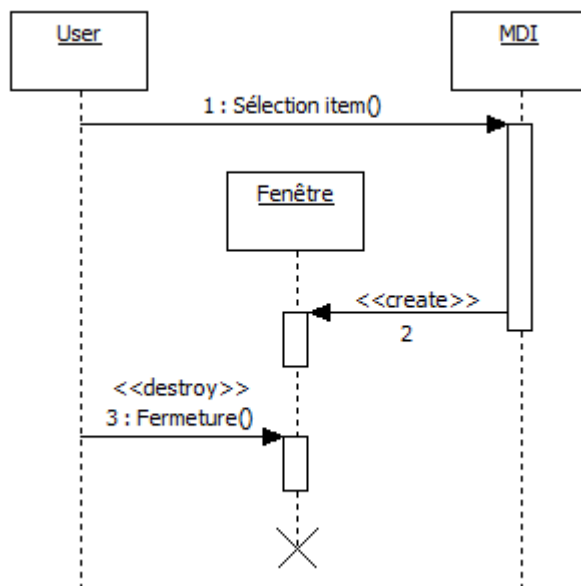 User
MDI
1 : Sélection item()
Fenêtre
<<create>>
2
<<destroy>>
3 : Fermeture()